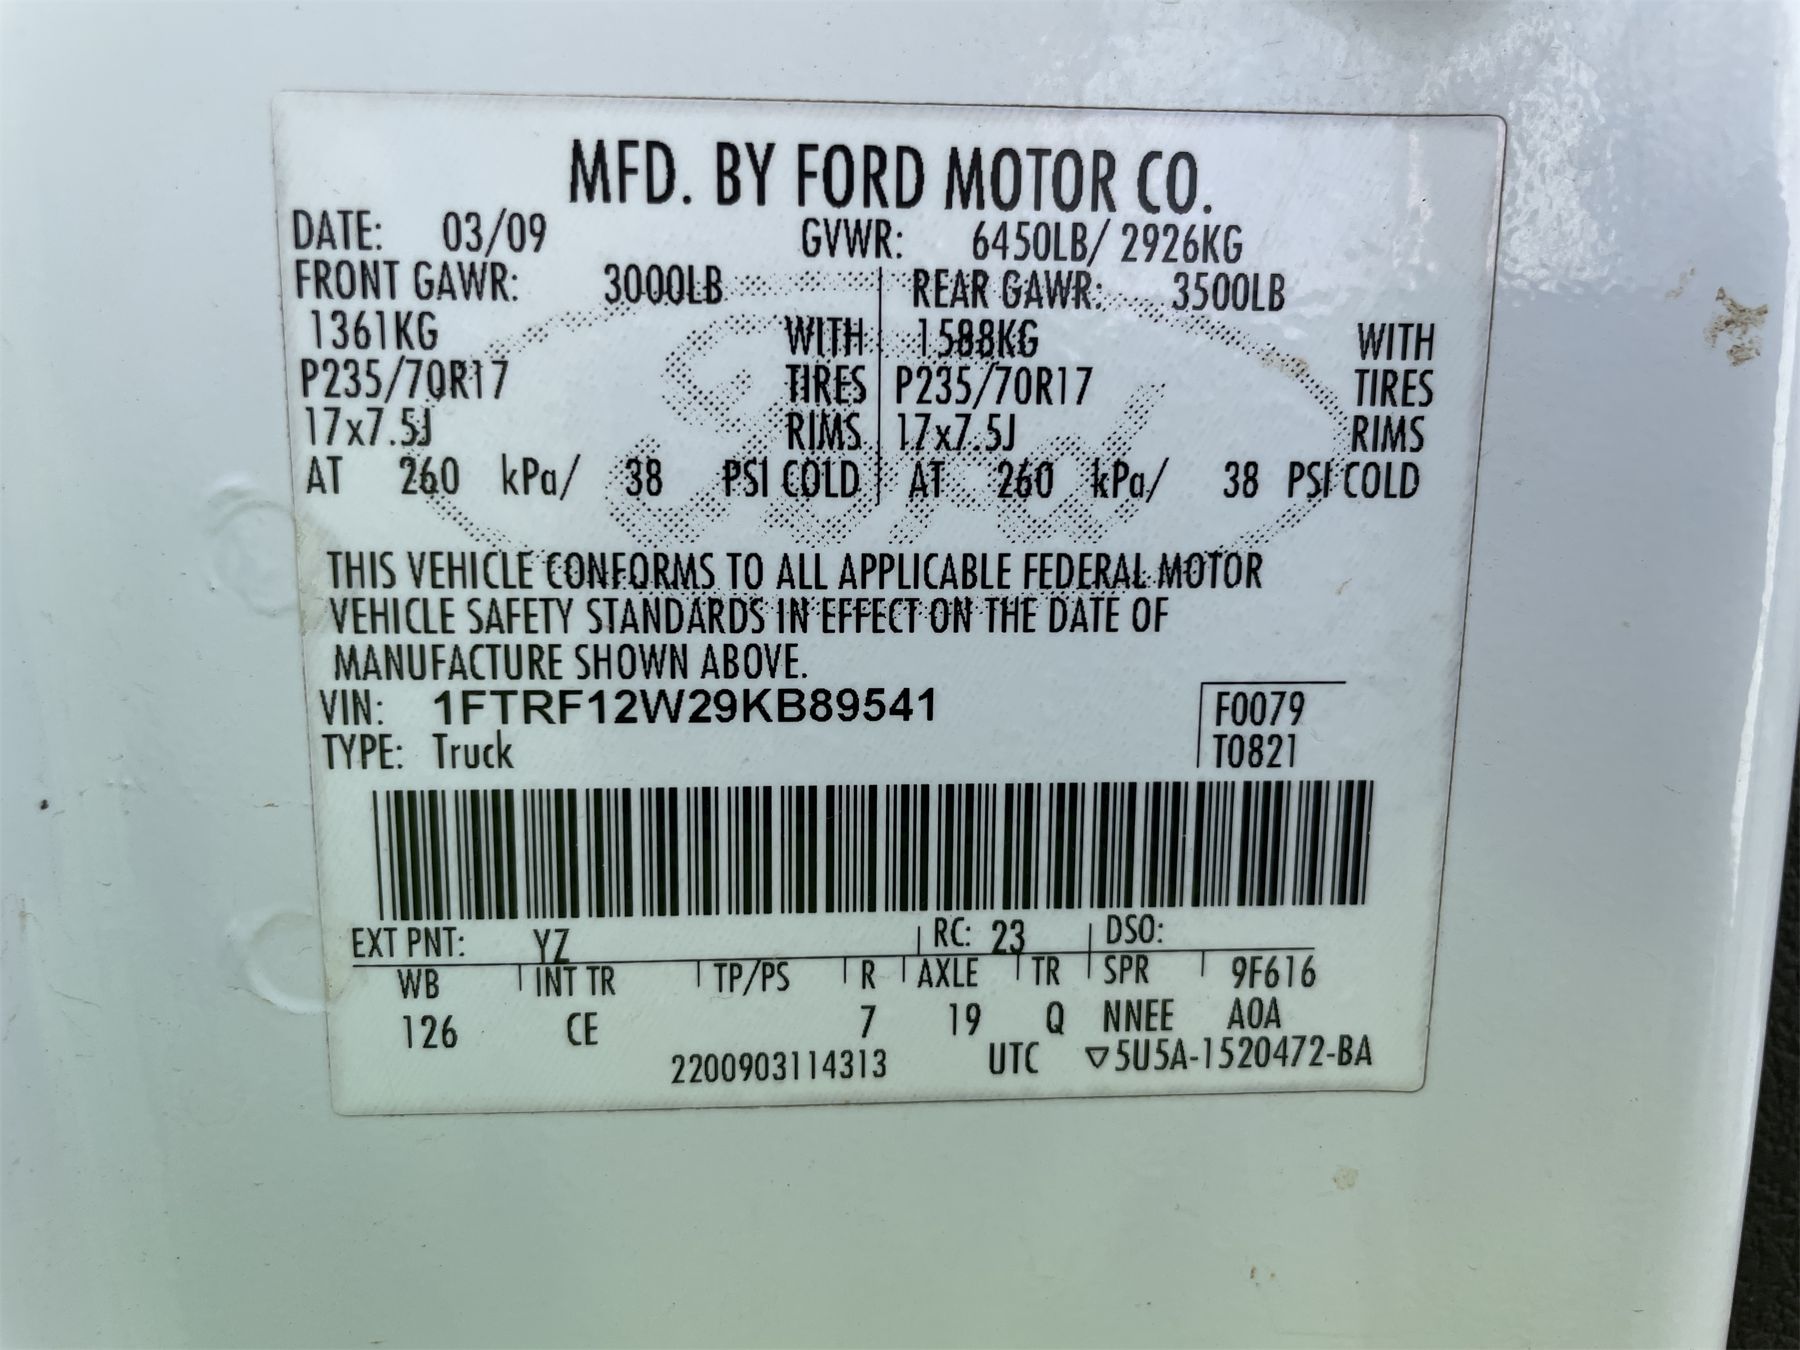 MFD. BY FORD MOTOR CO.
DATE: 03/09 GVWR: 6450LB/ 2926KG
FRONT GAWR: 3000LB REAR GAWR: 3500LB
1361KG WITH 1588KG WITH
P235/70R17 TIRES P235/70R17 TIRES
17x7.5J RIMS 17x7.5J RIMS
AT 260 kPa/ 38 PSI COLD AT 260 kPa/ 38 PSI COLD
Ford
THIS VEHICLE CONFORMS TO ALL APPLICABLE FEDERAL MOTOR
VEHICLE SAFETY STANDARDS IN EFFECT ON THE DATE OF
MANUFACTURE SHOWN ABOVE.
VIN: 1FTRF12W29KB89541 F0079
TYPE: Truck T0821
EXT PNT: YZ RC: 23 DSO:
WB INT TR TP/PS R AXLE TR SPR 9F616
126 CE 7 19 Q NNEE A0A
2200903114313 UTC ▽5U5A-1520472-BA